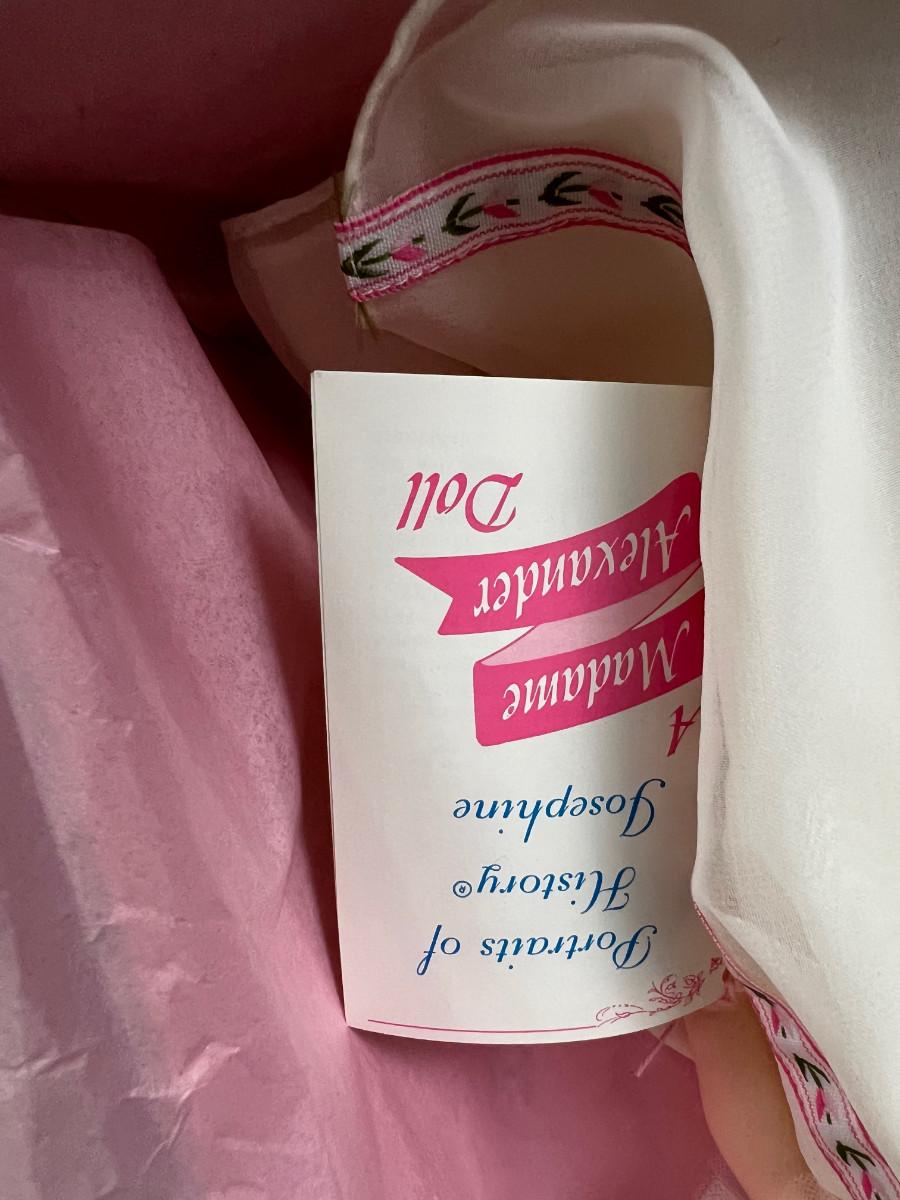 Portraits of
History®
Josephine
A
Madame
Alexander
Doll